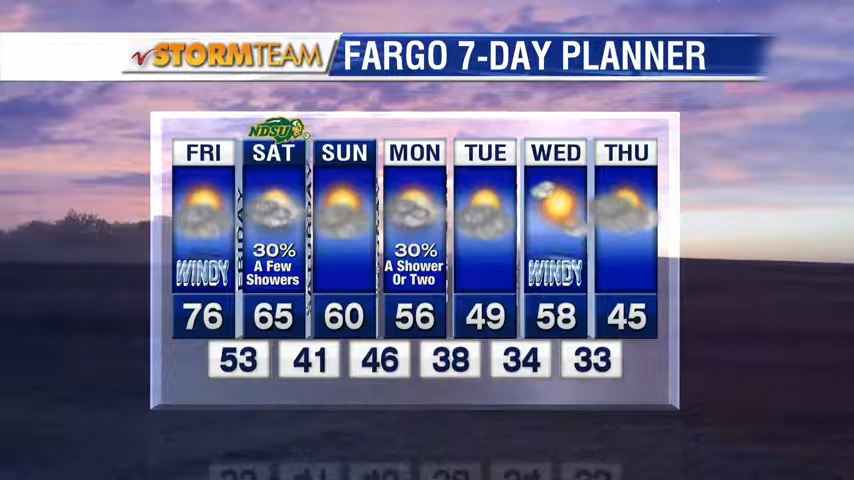 STORMTEAM FARGO 7-DAY PLANNER
NDSU
FRI SAT SUN MON TUE WED THU
30% 30%
A Few A Shower
WINDY Showers Or Two WINDY
76 65 60 56 49 58 45
53 41 46 38 34 33